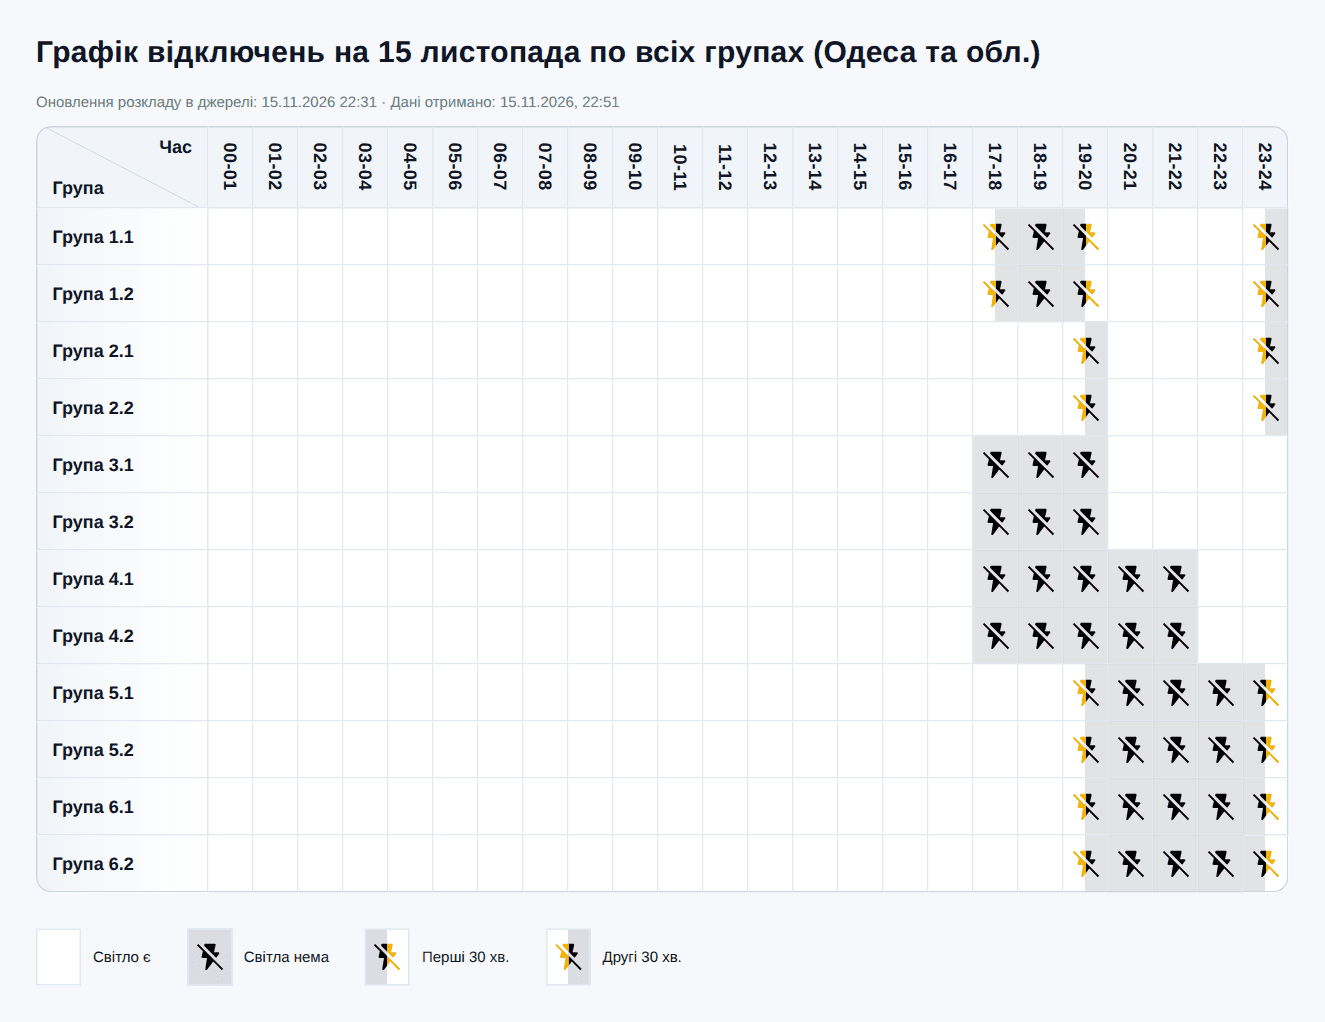 Графік відключень на 15 листопада по всіх групах (Одеса та обл.)
Оновлення розкладу в джерелі: 15.11.2026 22:31 · Дані отримано: 15.11.2026, 22:51
Час
Група
00-01
01-02
02-03
03-04
04-05
05-06
06-07
07-08
08-09
09-10
10-11
11-12
12-13
13-14
14-15
15-16
16-17
17-18
18-19
19-20
20-21
21-22
22-23
23-24
Група 1.1
Група 1.2
Група 2.1
Група 2.2
Група 3.1
Група 3.2
Група 4.1
Група 4.2
Група 5.1
Група 5.2
Група 6.1
Група 6.2
Світло є
Світла нема
Перші 30 хв.
Другі 30 хв.